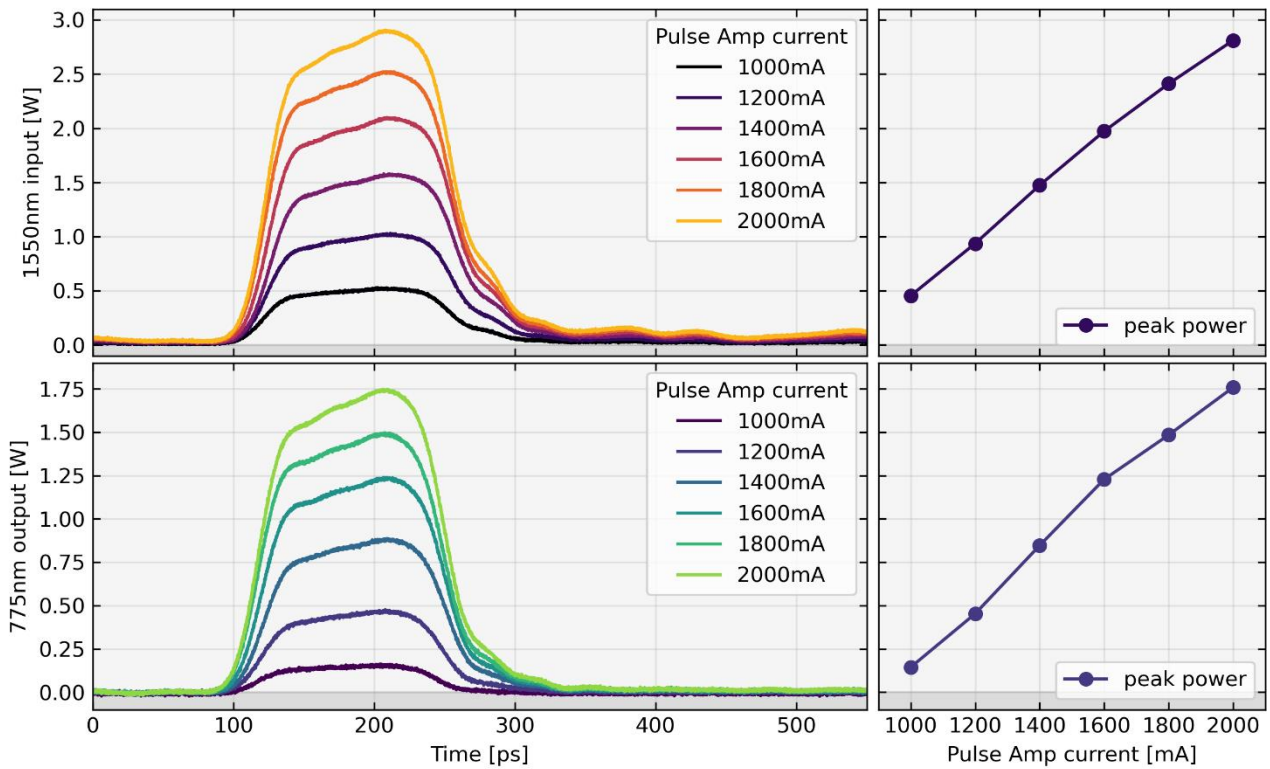 3.0
2.5
2.0
1.5
1.0
0.5
0.0
1550nm input [W]
Pulse Amp current
1000mA
1200mA
1400mA
1600mA
1800mA
2000mA
peak power
1.75
1.50
1.25
1.00
0.75
0.50
0.25
0.00
775nm output [W]
Pulse Amp current
1000mA
1200mA
1400mA
1600mA
1800mA
2000mA
peak power
0 100 200 300 400 500
Time [ps]
1000 1200 1400 1600 1800 2000
Pulse Amp current [mA]